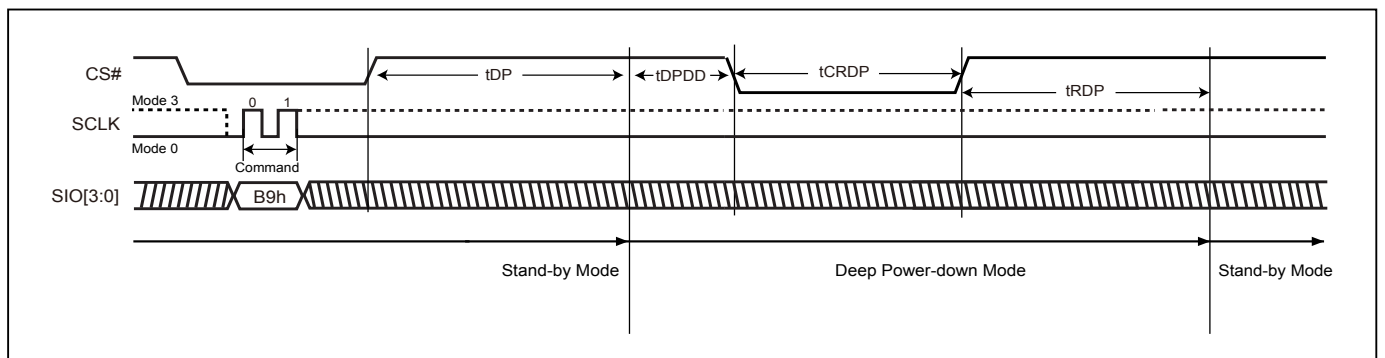 CS#
tDP
tDPDD
tCRDP
tRDP
Mode 3
0 1
SCLK
Mode 0
Command
SIO[3:0]
B9h
Stand-by Mode
Deep Power-down Mode
Stand-by Mode